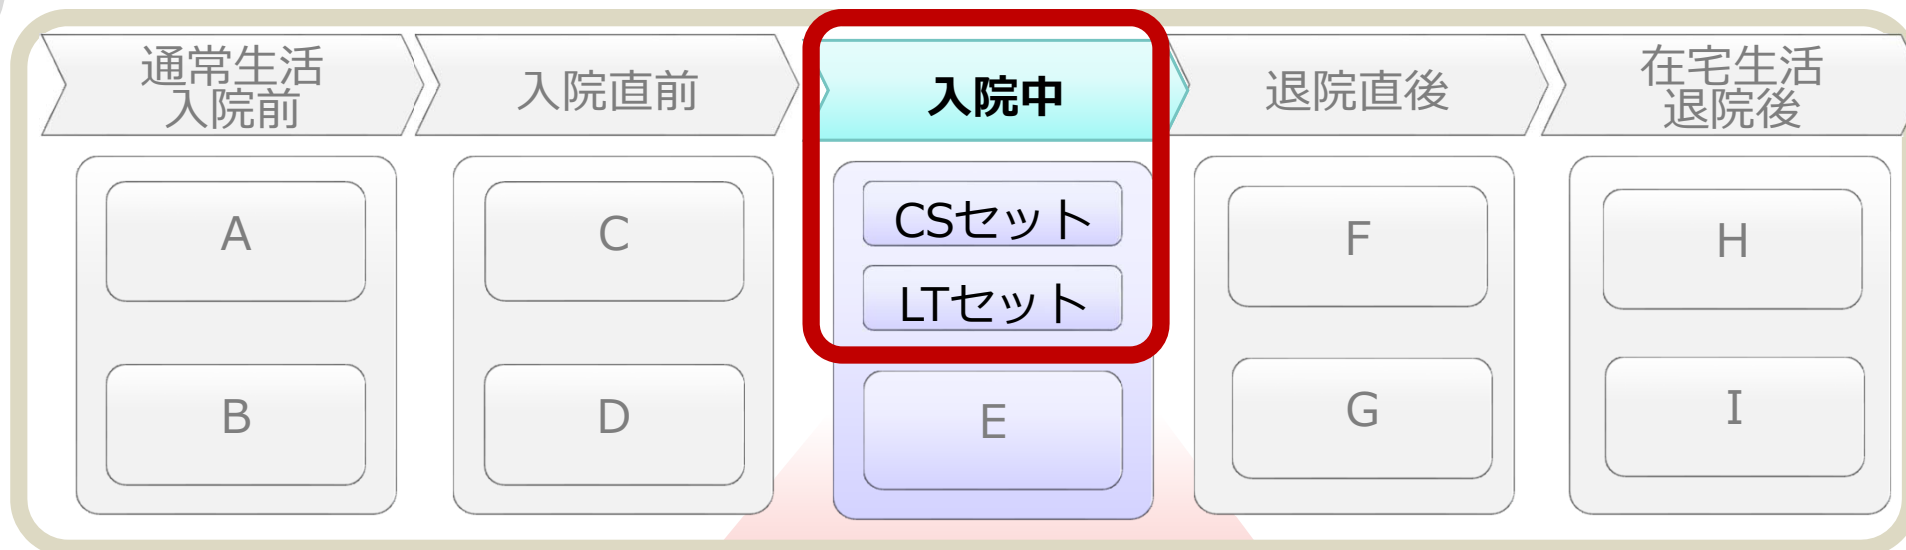 通常生活
入院前
入院直前
入院中
退院直後
在宅生活
退院後
A
B
C
D
CSセット
LTセット
E
F
G
H
I